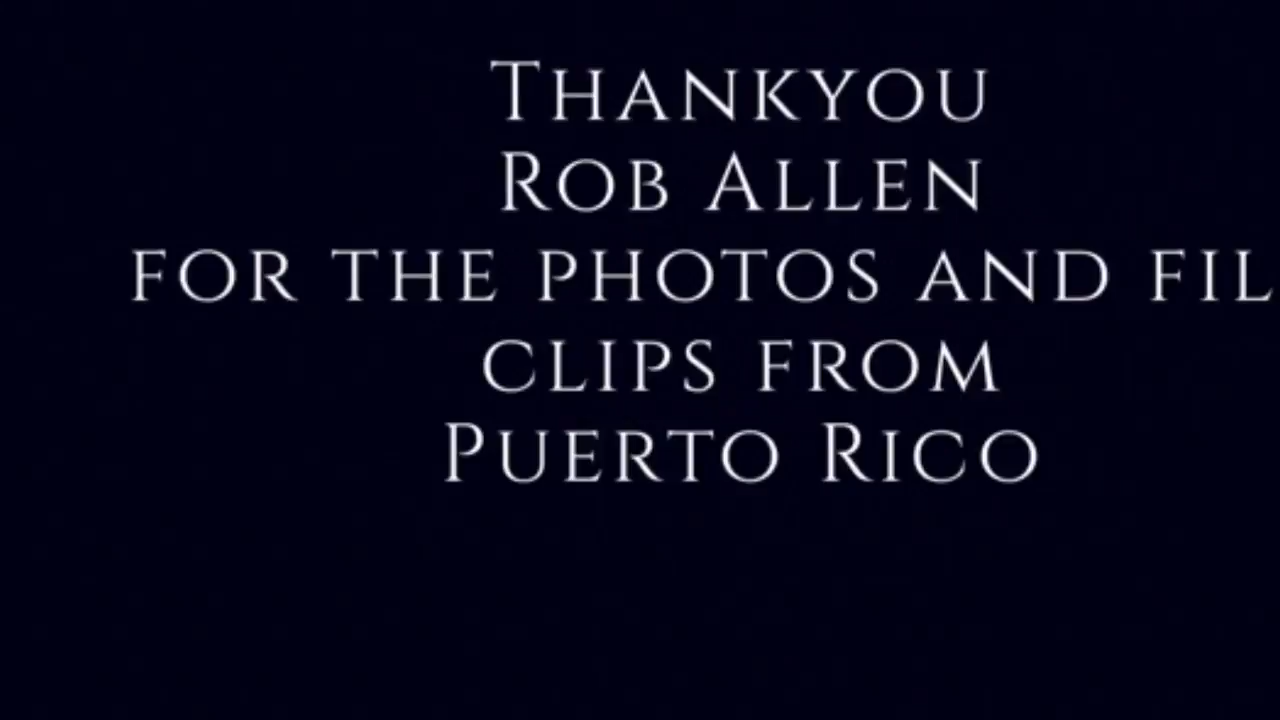 Thankyou
Rob Allen
for the photos and fil
clips from
Puerto Rico